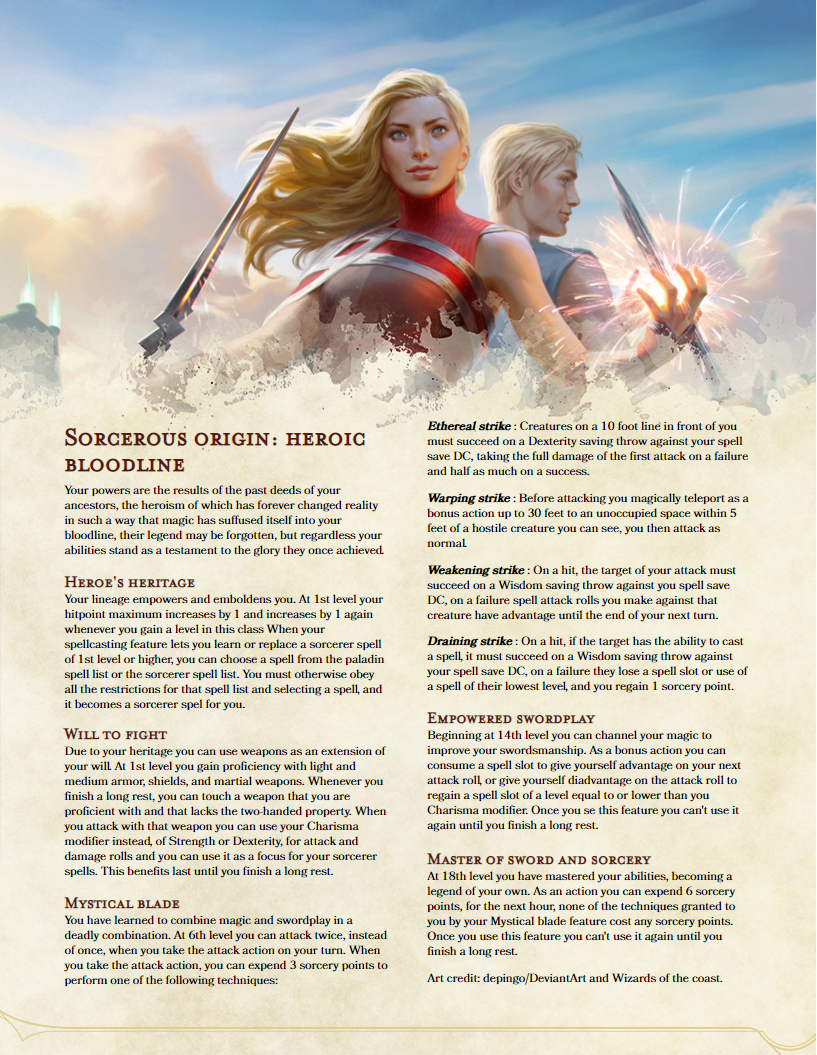 Sorcerous origin: heroic
bloodline
Your powers are the results of the past deeds of your
ancestors, the heroism of which has forever changed reality
in such a way that magic has suffused itself into your
bloodline, their legend may be forgotten, but regardless your
abilities stand as a testament to the glory they once achieved.
Heroe's heritage
Your lineage empowers and emboldens you. At 1st level your
hitpoint maximum increases by 1 and increases by 1 again
whenever you gain a level in this class When your
spellcasting feature lets you learn or replace a sorcerer spell
of 1st level or higher, you can choose a spell from the paladin
spell list or the sorcerer spell list. You must otherwise obey
all the restrictions for that spell list and selecting a spell, and
it becomes a sorcerer spel for you.
Will to fight
Due to your heritage you can use weapons as an extension of
your will. At 1st level you gain proficiency with light and
medium armor, shields, and martial weapons. Whenever you
finish a long rest, you can touch a weapon that you are
proficient with and that lacks the two-handed property. When
you attack with that weapon you can use your Charisma
modifier instead, of Strength or Dexterity, for attack and
damage rolls and you can use it as a focus for your sorcerer
spells. This benefits last until you finish a long rest.
Mystical blade
You have learned to combine magic and swordplay in a
deadly combination. At 6th level you can attack twice, instead
of once, when you take the attack action on your turn. When
you take the attack action, you can expend 3 sorcery points to
perform one of the following techniques:
Ethereal strike : Creatures on a 10 foot line in front of you
must succeed on a Dexterity saving throw against your spell
save DC, taking the full damage of the first attack on a failure
and half as much on a success.
Warping strike : Before attacking you magically teleport as a
bonus action up to 30 feet to an unoccupied space within 5
feet of a hostile creature you can see, you then attack as
normal.
Weakening strike : On a hit, the target of your attack must
succeed on a Wisdom saving throw against you spell save
DC, on a failure spell attack rolls you make against that
creature have advantage until the end of your next turn.
Draining strike : On a hit, if the target has the ability to cast
a spell, it must succeed on a Wisdom saving throw against
your spell save DC, on a failure they lose a spell slot or use of
a spell of their lowest level, and you regain 1 sorcery point.
Empowered swordplay
Beginning at 14th level you can channel your magic to
improve your swordsmanship. As a bonus action you can
consume a spell slot to give yourself advantage on your next
attack roll, or give yourself diadvantage on the attack roll to
regain a spell slot of a level equal to or lower than you
Charisma modifier. Once you se this feature you can't use it
again until you finish a long rest.
Master of sword and sorcery
At 18th level you have mastered your abilities, becoming a
legend of your own. As an action you can expend 6 sorcery
points, for the next hour, none of the techniques granted to
you by your Mystical blade feature cost any sorcery points.
Once you use this feature you can't use it again until you
finish a long rest.
Art credit: depingo/DeviantArt and Wizards of the coast.